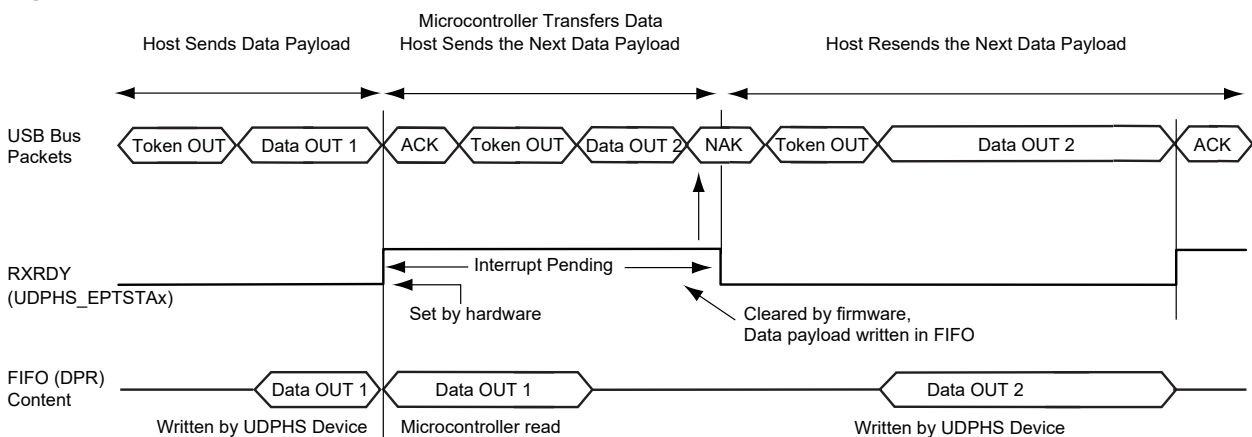 Microcontroller Transfers Data
Host Sends Data Payload
Host Sends the Next Data Payload
Host Resends the Next Data Payload
USB Bus
Packets
Token OUT
Data OUT 1
ACK
Token OUT
Data OUT 2
NAK
Token OUT
Data OUT 2
ACK
RXRDY
(UDPHS_EPTSTAx)
Interrupt Pending
Set by hardware
Cleared by firmware,
Data payload written in FIFO
FIFO (DPR)
Content
Data OUT 1
Data OUT 1
Data OUT 2
Written by UDPHS Device
Microcontroller read
Written by UDPHS Device